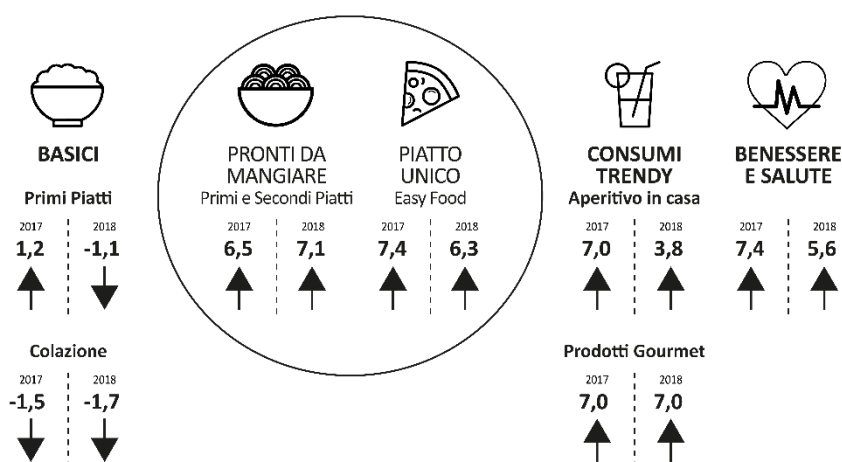 BASICI
Primi Piatti
2017 2018
1,2 -1,1
Colazione
2017 2018
-1,5 -1,7
PRONTI DA
MANGIARE
Primi e Secondi Piatti
2017 2018
6,5 7,1
PIATTO
UNICO
Easy Food
2017 2018
7,4 6,3
CONSUMI
TRENDY
Aperitivo in casa
2017 2018
7,0 3,8
Prodotti Gourmet
2017 2018
7,0 7,0
BENESSERE
E SALUTE
2017 2018
7,4 5,6